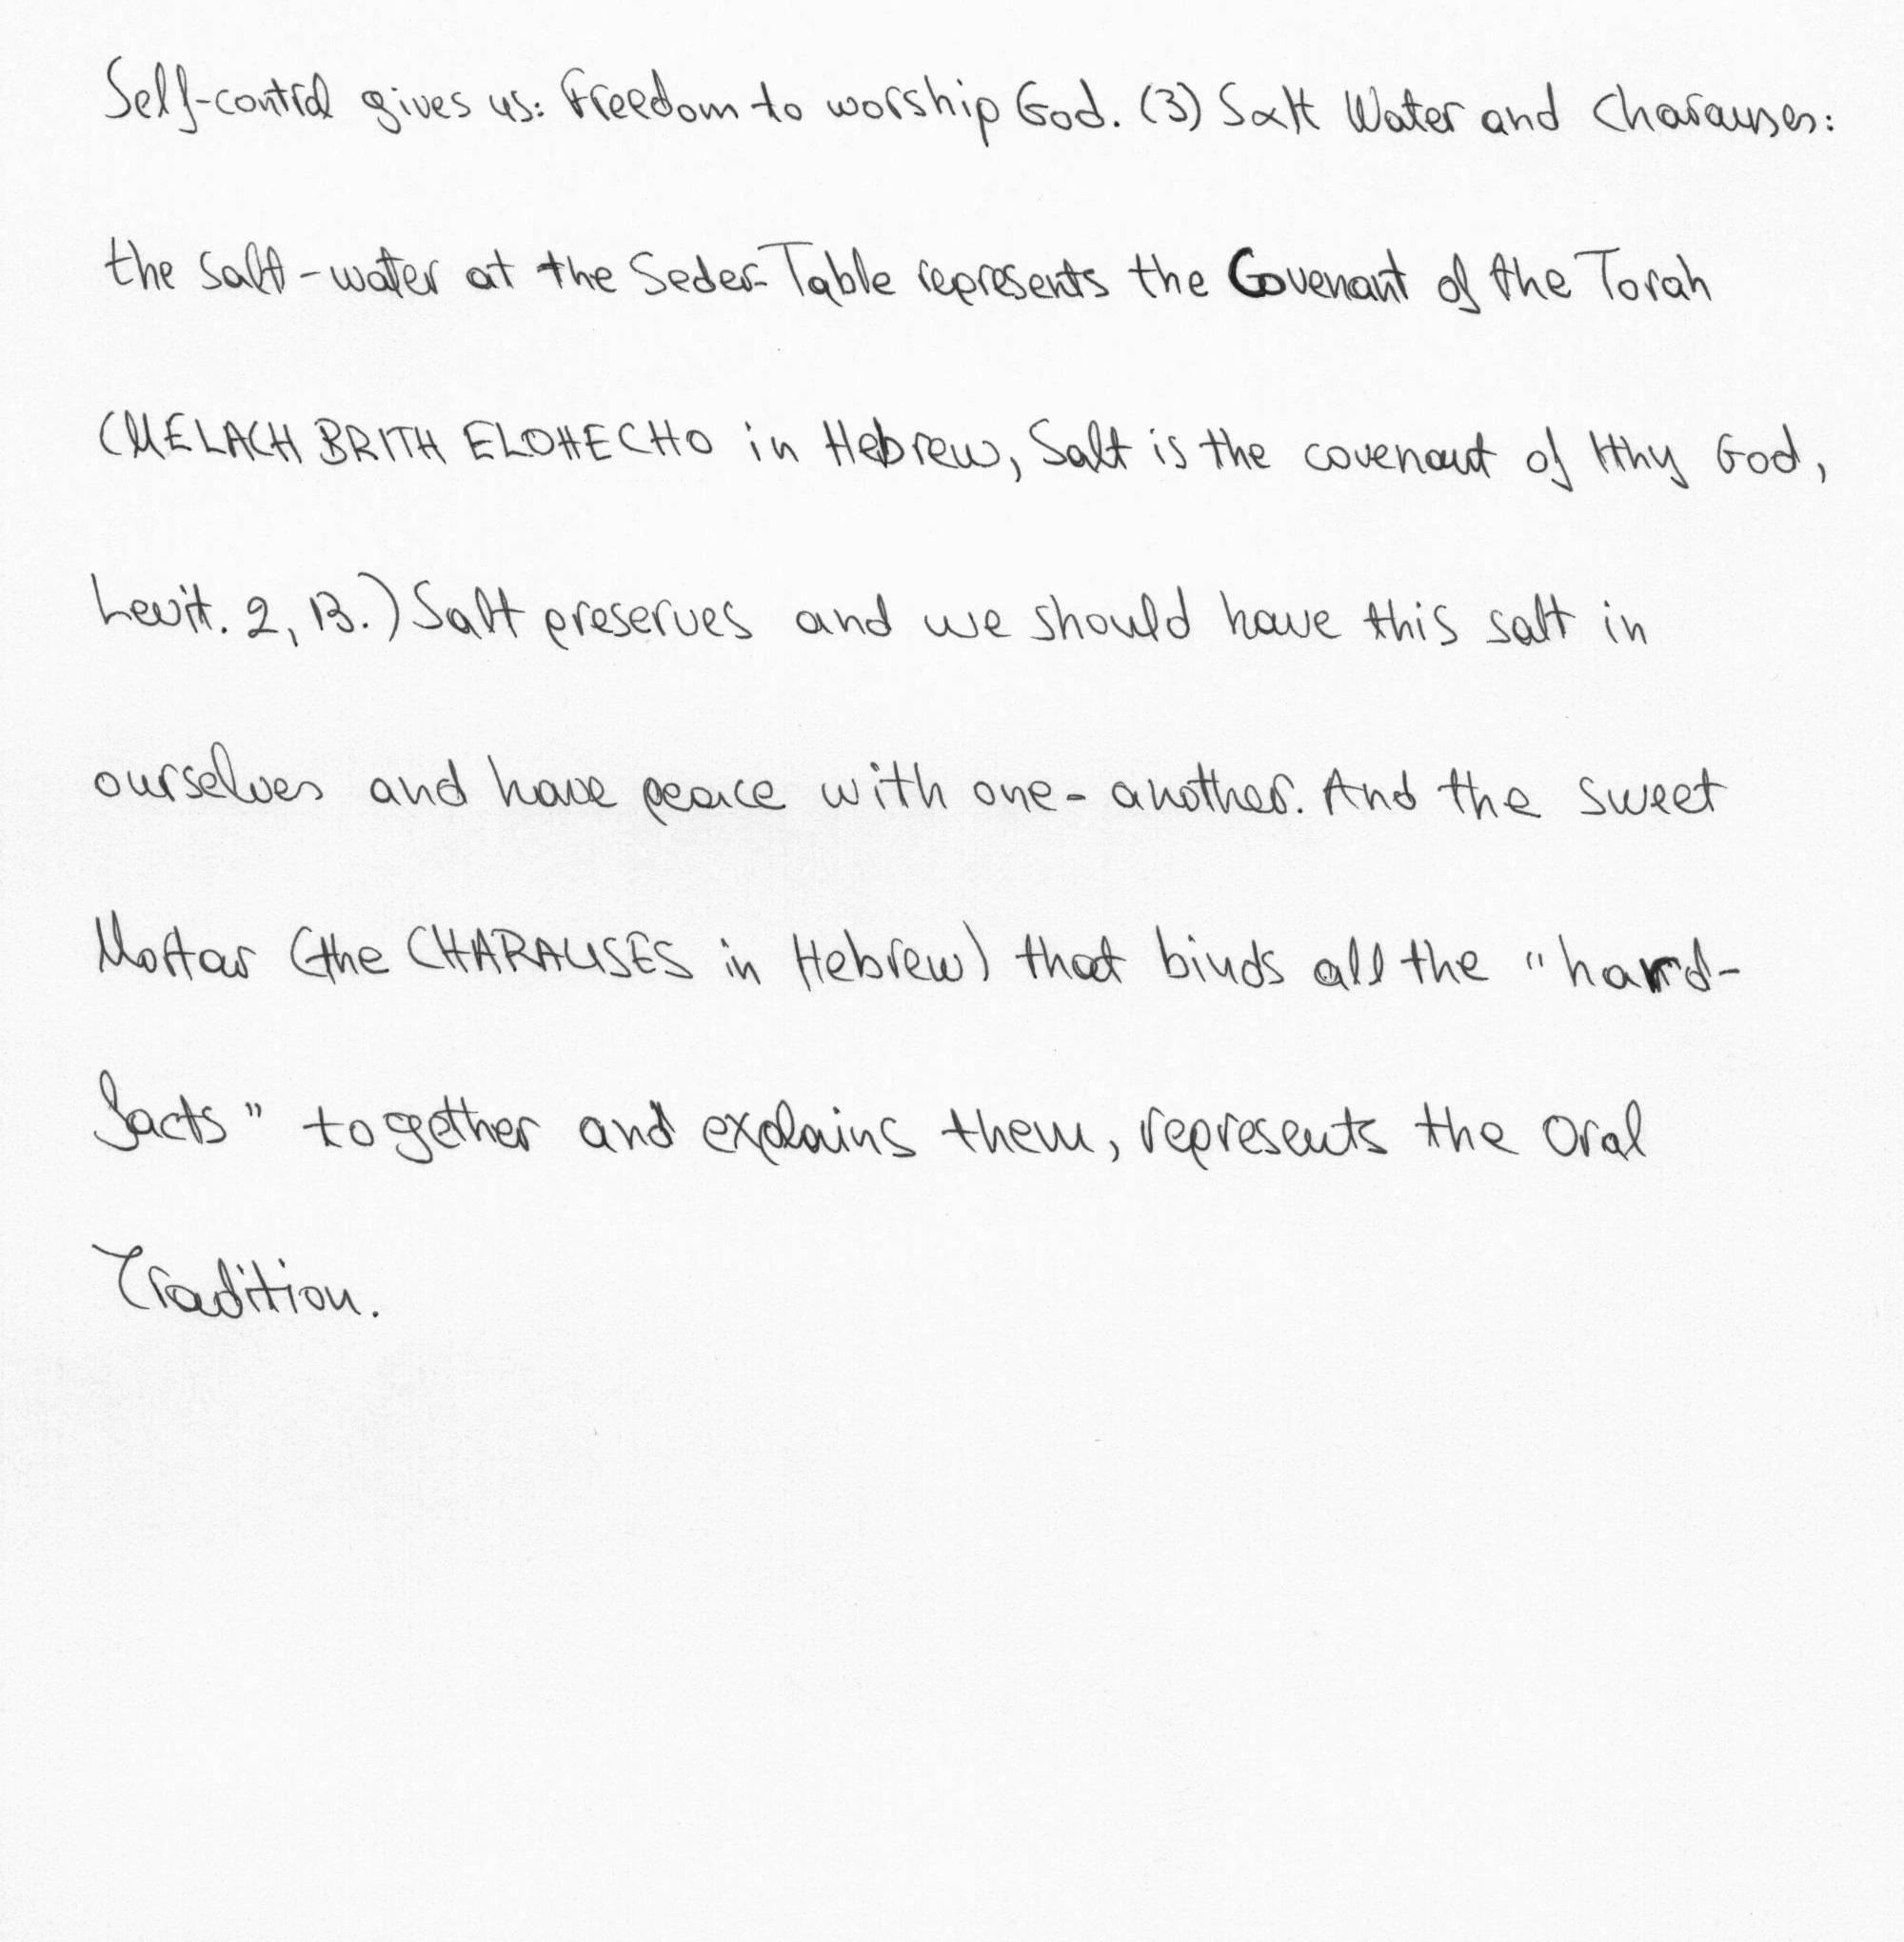 Self-control gives us: Freedom to worship God. (3) Salt Water and Charauses:
the salt-water at the Seder-Table represents the Covenant of the Torah
(MELACH BRITH ELOHECHO in Hebrew, Salt is the covenant of thy God,
Levit. 2, 13.) Salt preserves and we should have this salt in
ourselves and have peace with one-another. And the sweet
Mortar (the CHARAUSES in Hebrew) that binds all the "hard-
facts" together and explains them, represents the Oral
Tradition.